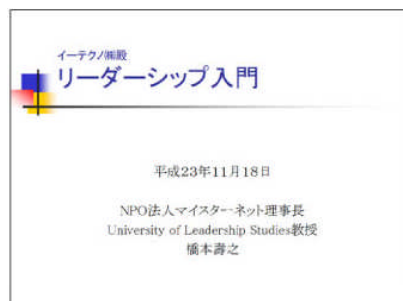 イーテクノ㈱殿
リーダーシップ入門
平成23年11月18日
NPO法人マイスターネット理事長
University of Leadership Studies教授
橋本壽之